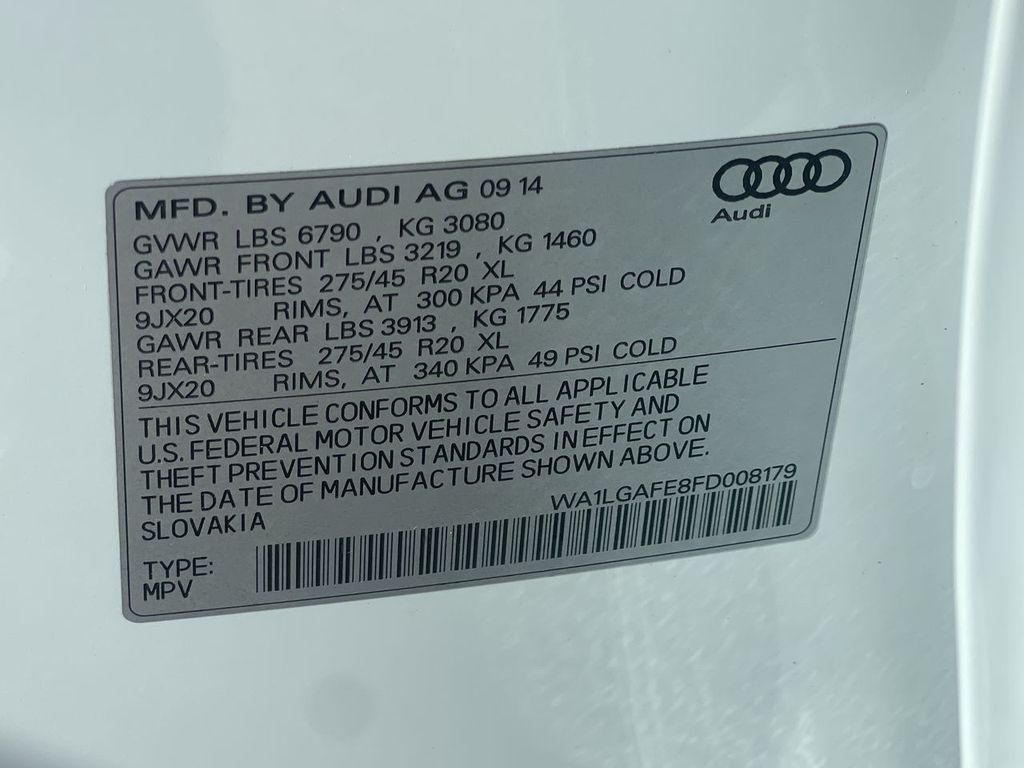 MFD. BY AUDI AG 09 14
Audi
GVWR LBS 6790 , KG 3080
GAWR FRONT LBS 3219 , KG 1460
FRONT-TIRES 275/45 R20 XL
9JX20 RIMS, AT 300 KPA 44 PSI COLD
GAWR REAR LBS 3913 , KG 1775
REAR-TIRES 275/45 R20 XL
9JX20 RIMS, AT 340 KPA 49 PSI COLD
THIS VEHICLE CONFORMS TO ALL APPLICABLE
U.S. FEDERAL MOTOR VEHICLE SAFETY AND
THEFT PREVENTION STANDARDS IN EFFECT ON
THE DATE OF MANUFACTURE SHOWN ABOVE.
SLOVAKIA
WA1LGAFE8FD008179
TYPE:
MPV